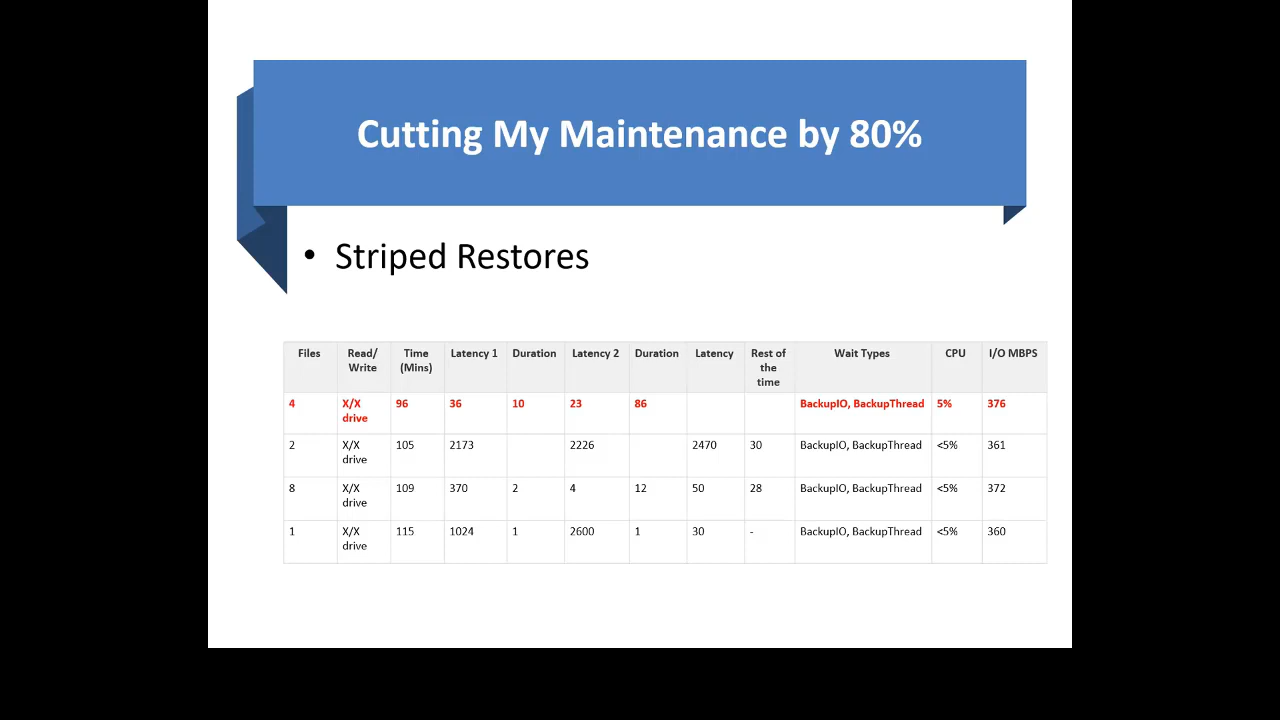 Cutting My Maintenance by 80%
• Striped Restores
Files Read/ Write Time (Mins) Latency 1 Duration Latency 2 Duration Latency Rest of the time Wait Types CPU I/O MBPS
4 X/X drive 96 36 10 23 86 BackupIO, BackupThread 5% 376
2 X/X drive 105 2173 2226 2470 30 BackupIO, BackupThread <5% 361
8 X/X drive 109 370 2 4 12 50 28 BackupIO, BackupThread <5% 372
1 X/X drive 115 1024 1 2600 1 30 - BackupIO, BackupThread <5% 360